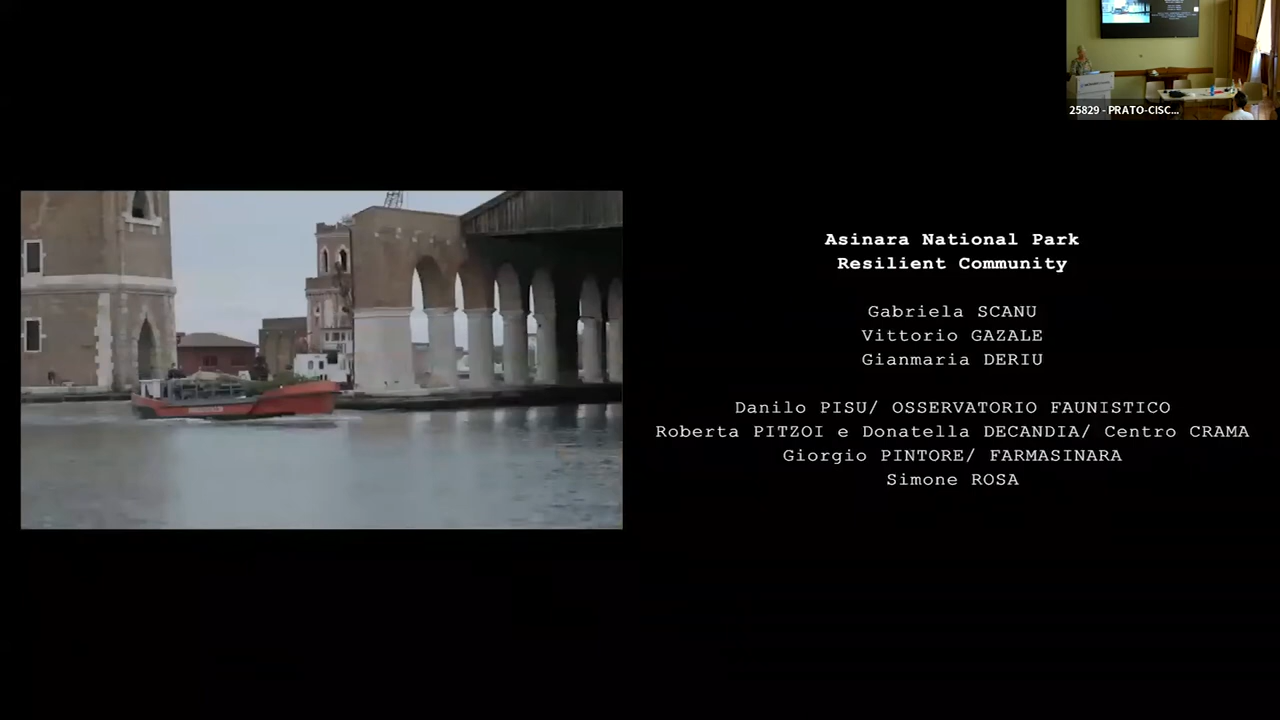 25829 - PRATO-CISC...
Asinara National Park
Resilient Community
Gabriela SCANU
Vittorio GAZALE
Gianmaria DERIU
Danilo PISU/ OSSERVATORIO FAUNISTICO
Roberta PITZOI e Donatella DECANDIA/ Centro CRAMA
Giorgio PINTORE/ FARMASINARA
Simone ROSA